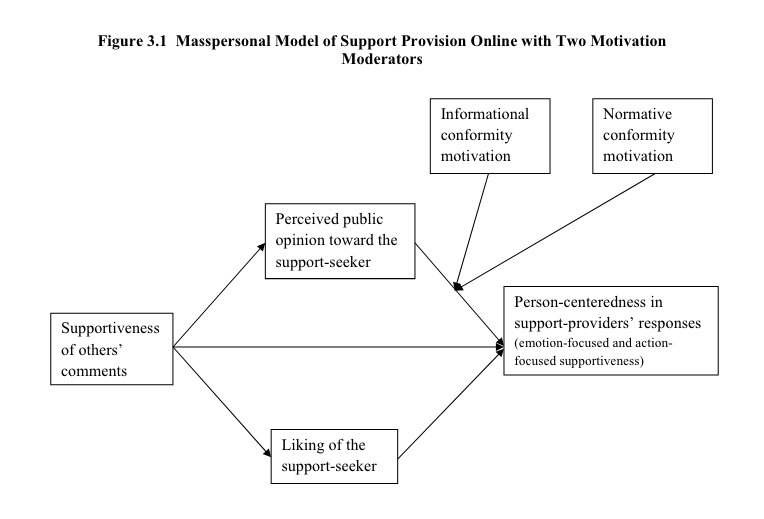 Figure 3.1  Masspersonal Model of Support Provision Online with Two Motivation
Moderators
Informational
conformity
motivation
Normative
conformity
motivation
Perceived public
opinion toward the
support-seeker
Supportiveness
of others’
comments
Person-centeredness in
support-providers’ responses
(emotion-focused and action-
focused supportiveness)
Liking of the
support-seeker